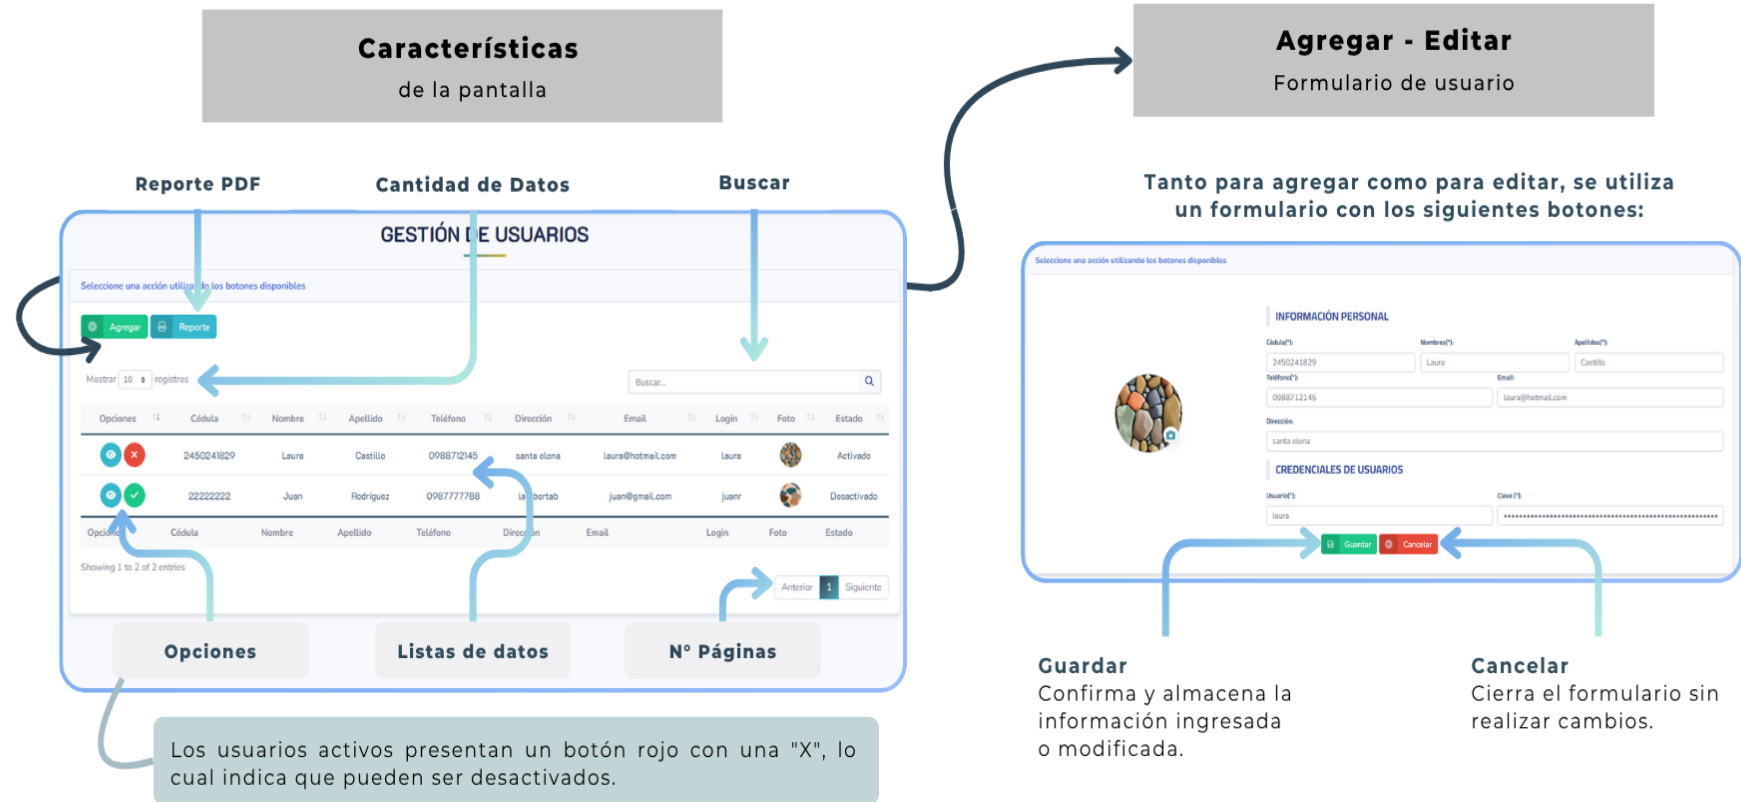 Características
de la pantalla
Reporte PDF
Cantidad de Datos
Buscar
GESTIÓN DE USUARIOS
Seleccione una acción utilizando los botones disponibles
Agregar
Reporte
Mostrar 10 registros
Buscar...
Opciones Cédula Nombre Apellido Teléfono Dirección Email Login Foto Estado
2450241829 Laura Castillo 0988712145 santa elena laura@hotmail.com laura Activado
22222222 Juan Rodríguez 0987777788 la libertab juan@gmail.com juanr Desactivado
Opciones Cédula Nombre Apellido Teléfono Dirección Email Login Foto Estado
Showing 1 to 2 of 2 entries
Anterior 1 Siguiente
Opciones
Listas de datos
N° Páginas
Los usuarios activos presentan un botón rojo con una "X", lo
cual indica que pueden ser desactivados.
Agregar - Editar
Formulario de usuario
Tanto para agregar como para editar, se utiliza
un formulario con los siguientes botones:
Seleccione una acción utilizando los botones disponibles
INFORMACIÓN PERSONAL
Cédula(*): Nombres(*): Apellidos(*):
2450241829 Laura Castillo
Teléfono(*): Email:
0988712145 laura@hotmail.com
Dirección:
santa elena
CREDENCIALES DE USUARIOS
Usuario(*): Clave (*):
laura
Guardar
Cancelar
Guardar
Confirma y almacena la
información ingresada
o modificada.
Cancelar
Cierra el formulario sin
realizar cambios.